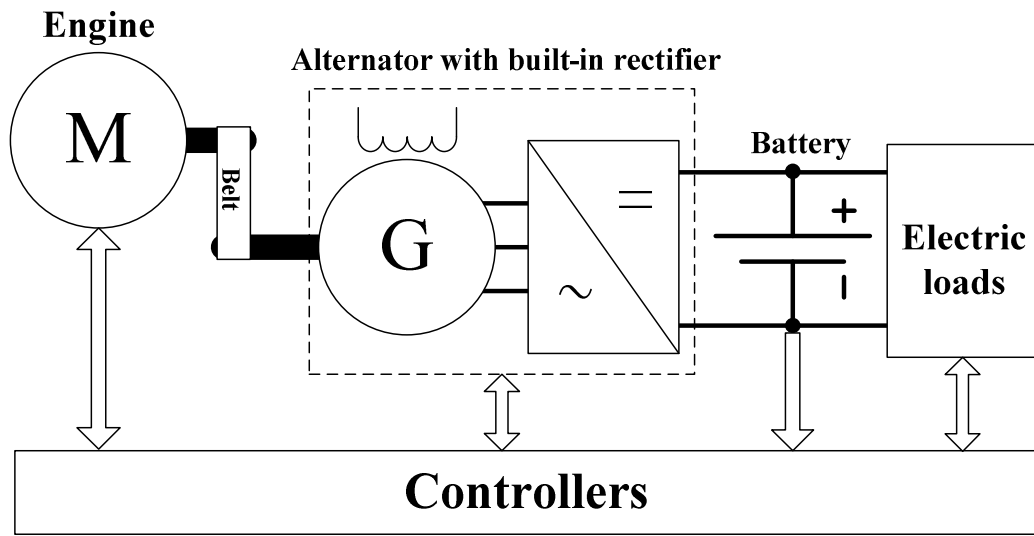 Engine
M
Belt
Alternator with built-in rectifier
G
=
~
Battery
+
−
Electric
loads
Controllers